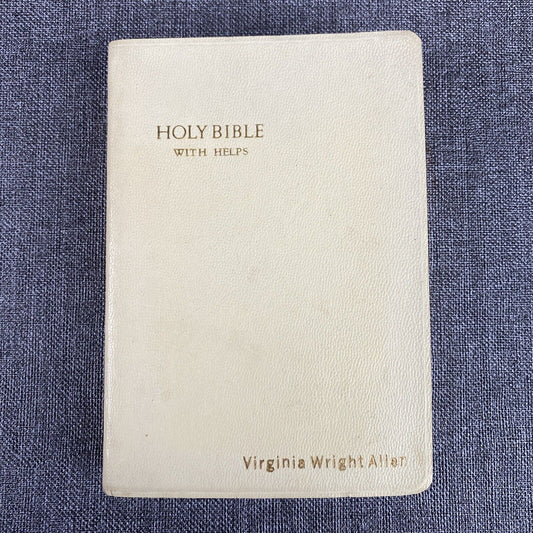 HOLY BIBLE
WITH HELPS
Virginia Wright Allen